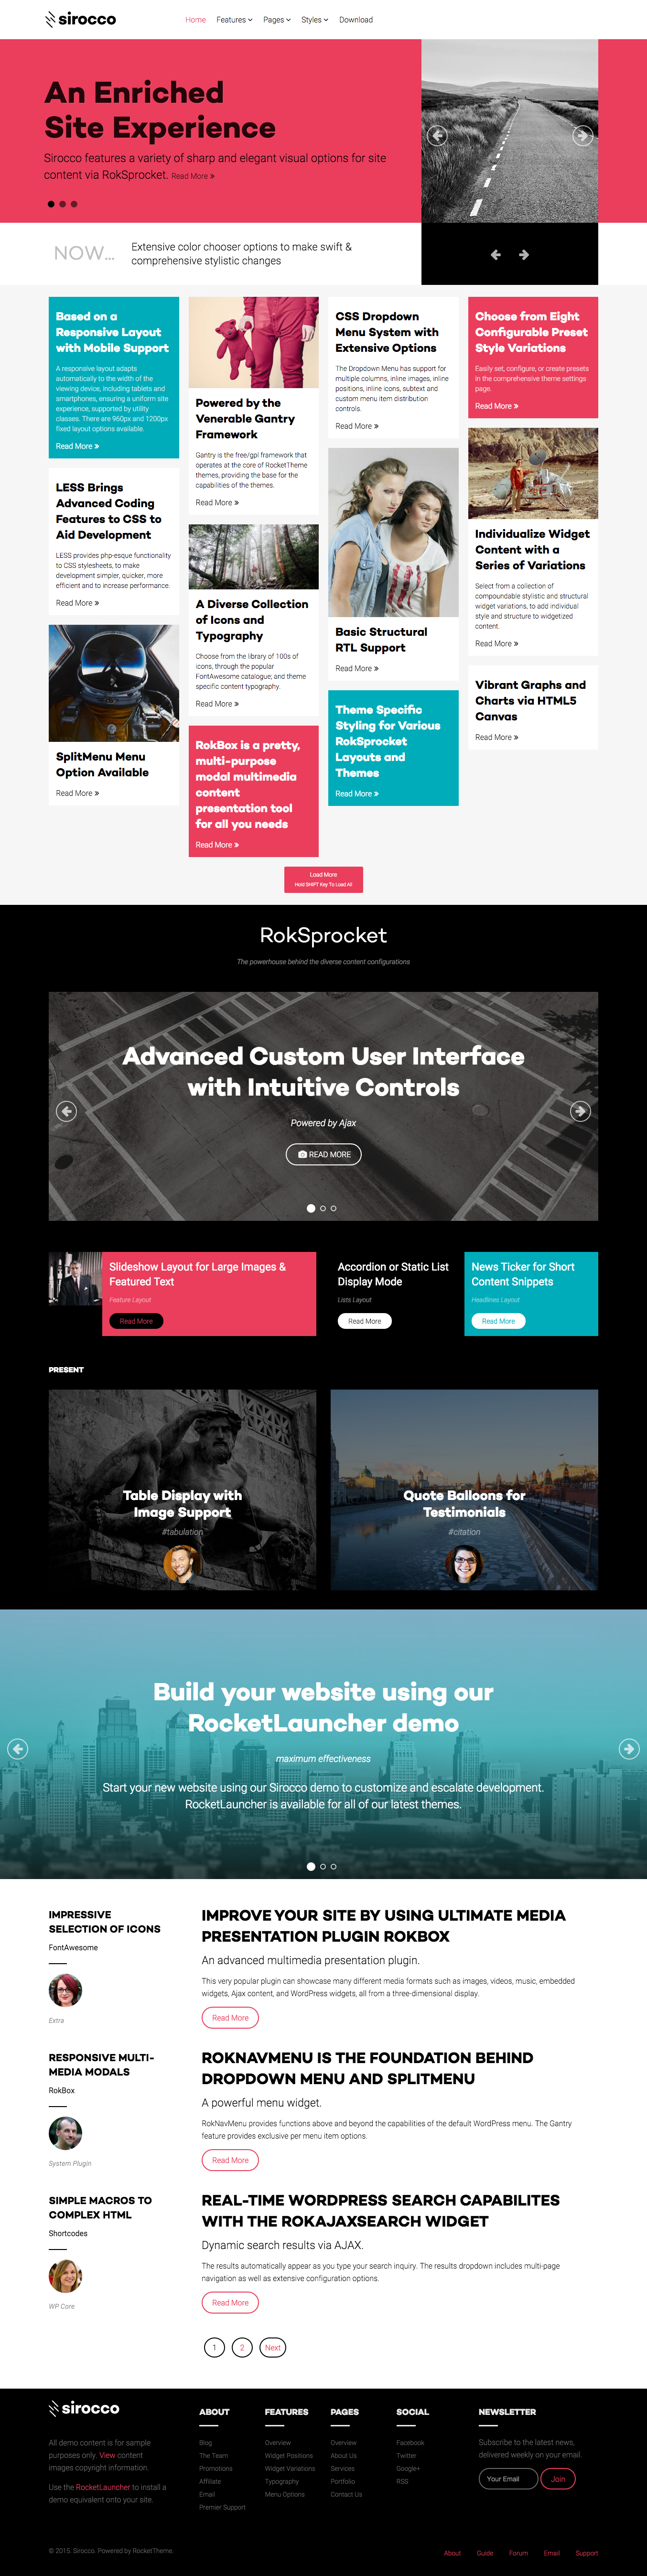 sirocco
Home Features Pages Styles Download
An Enriched
Site Experience
Sirocco features a variety of sharp and elegant visual options for site
content via RokSprocket. Read More »
NOW...
Extensive color chooser options to make swift &
comprehensive stylistic changes
Based on a
Responsive Layout
with Mobile Support
A responsive layout adapts
automatically to the width of the
viewing device, including tablets and
smartphones, ensuring a uniform site
experience, supported by utility
classes. There are 960px and 1200px
fixed layout options available.
Read More »
LESS Brings
Advanced Coding
Features to CSS to
Aid Development
LESS provides php-esque functionality
to CSS stylesheets, to make
development simpler, quicker, more
efficient and to increase performance.
Read More »
SplitMenu Menu
Option Available
Read More »
Powered by the
Venerable Gantry
Framework
Gantry is the free/gpl framework that
operates at the core of RocketTheme
themes, providing the base for the
capabilities of the themes.
Read More »
A Diverse Collection
of Icons and
Typography
Choose from the library of 100s of
icons, through the popular
FontAwesome catalogue; and theme
specific content typography.
Read More »
RokBox is a pretty,
multi-purpose
modal multimedia
content
presentation tool
for all you needs
Read More »
CSS Dropdown
Menu System with
Extensive Options
The Dropdown Menu has support for
multiple columns, inline images, inline
positions, inline icons, subtext and
custom menu item distribution
controls.
Read More »
Basic Structural
RTL Support
Read More »
Theme Specific
Styling for Various
RokSprocket
Layouts and
Themes
Read More »
Choose from Eight
Configurable Preset
Style Variations
Easily set, configure, or create presets
in the comprehensive theme settings
page.
Read More »
Individualize Widget
Content with a
Series of Variations
Select from a collection of
compoundable stylistic and structural
widget variations, to add individual
style and structure to widgetized
content.
Read More »
Vibrant Graphs and
Charts via HTML5
Canvas
Read More »
Load More
Hold SHIFT Key To Load All
RokSprocket
The powerhouse behind the diverse content configurations
Advanced Custom User Interface
with Intuitive Controls
Powered by Ajax
READ MORE
Slideshow Layout for Large Images &
Featured Text
Feature Layout
Read More
Accordion or Static List
Display Mode
Lists Layout
Read More
News Ticker for Short
Content Snippets
Headlines Layout
Read More
PRESENT
Table Display with
Image Support
#tabulation
Quote Balloons for
Testimonials
#citation
Build your website using our
RocketLauncher demo
maximum effectiveness
Start your new website using our Sirocco demo to customize and escalate development.
RocketLauncher is available for all of our latest themes.
IMPRESSIVE
SELECTION OF ICONS
FontAwesome
Extra
IMPROVE YOUR SITE BY USING ULTIMATE MEDIA
PRESENTATION PLUGIN ROKBOX
An advanced multimedia presentation plugin.
This very popular plugin can showcase many different media formats such as images, videos, music, embedded
widgets, Ajax content, and WordPress widgets, all from a three-dimensional display.
Read More
RESPONSIVE MULTI-
MEDIA MODALS
RokBox
System Plugin
ROKNAVMENU IS THE FOUNDATION BEHIND
DROPDOWN MENU AND SPLITMENU
A powerful menu widget.
RokNavMenu provides functions above and beyond the capabilities of the default WordPress menu. The Gantry
feature provides exclusive per menu item options.
Read More
SIMPLE MACROS TO
COMPLEX HTML
Shortcodes
WP Core
REAL-TIME WORDPRESS SEARCH CAPABILITES
WITH THE ROKAJAXSEARCH WIDGET
Dynamic search results via AJAX.
The results automatically appear as you type your search inquiry. The results dropdown includes multi-page
navigation as well as extensive configuration options.
Read More
1 2 Next
sirocco
All demo content is for sample
purposes only. View content
images copyright information.
Use the RocketLauncher to install a
demo equivalent onto your site.
ABOUT
Blog
The Team
Promotions
Affiliate
Email
Premier Support
FEATURES
Overview
Widget Positions
Widget Variations
Typography
Menu Options
PAGES
Overview
About Us
Services
Portfolio
Contact Us
SOCIAL
Facebook
Twitter
Google+
RSS
NEWSLETTER
Subscribe to the latest news,
delivered weekly on your email.
Your Email Join
© 2015. Sirocco. Powered by RocketTheme.
About Guide Forum Email Support